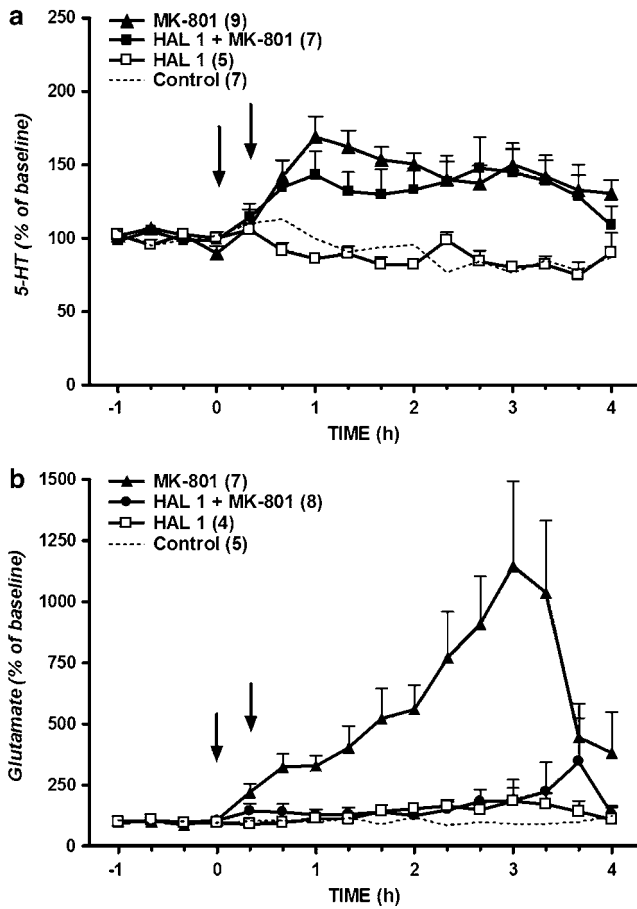 a
MK-801 (9)
HAL 1 + MK-801 (7)
HAL 1 (5)
Control (7)
5-HT (% of baseline)
250
200
150
100
50
0
-1 0 1 2 3 4
TIME (h)
b
MK-801 (7)
HAL 1 + MK-801 (8)
HAL 1 (4)
Control (5)
Glutamate (% of baseline)
1500
1250
1000
750
500
250
0
-1 0 1 2 3 4
TIME (h)